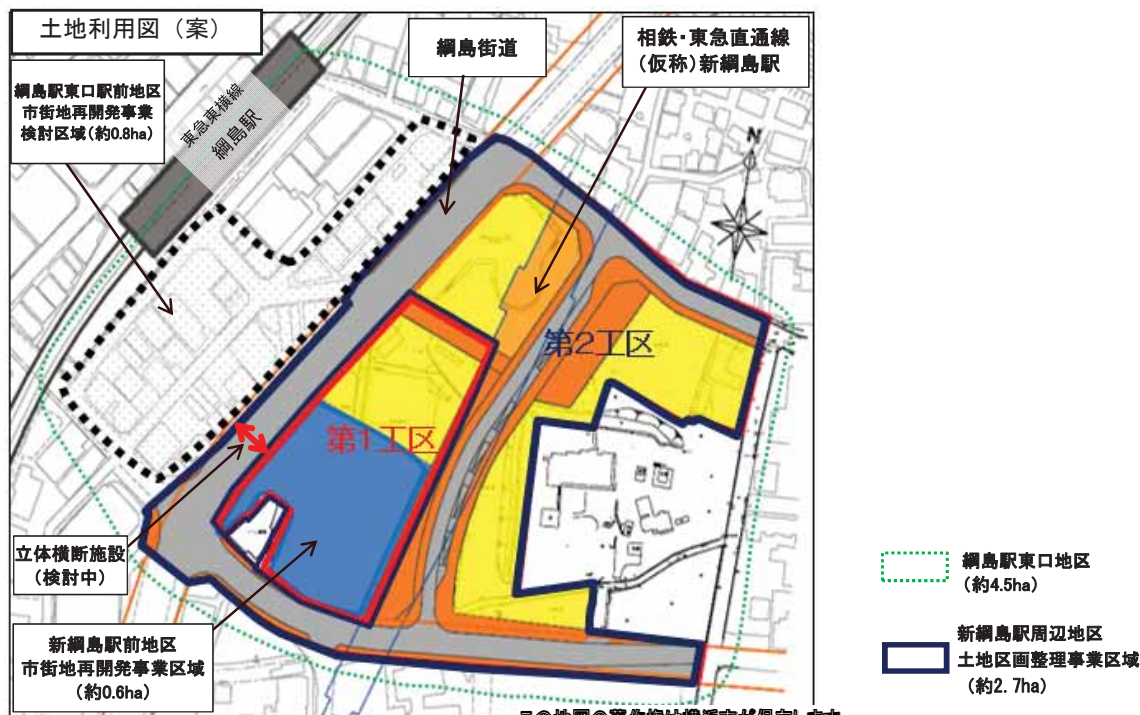 土地利用図（案）
綱島街道
相鉄・東急直通線
（仮称）新綱島駅
綱島駅東口駅前地区
市街地再開発事業
検討区域（約0.8ha）
東急東横線
綱島駅
N
第2工区
第1工区
立体横断施設
（検討中）
新綱島駅前地区
市街地再開発事業区域
（約0.6ha）
綱島駅東口地区
（約4.5ha）
新綱島駅周辺地区
土地区画整理事業区域
（約2.7ha）